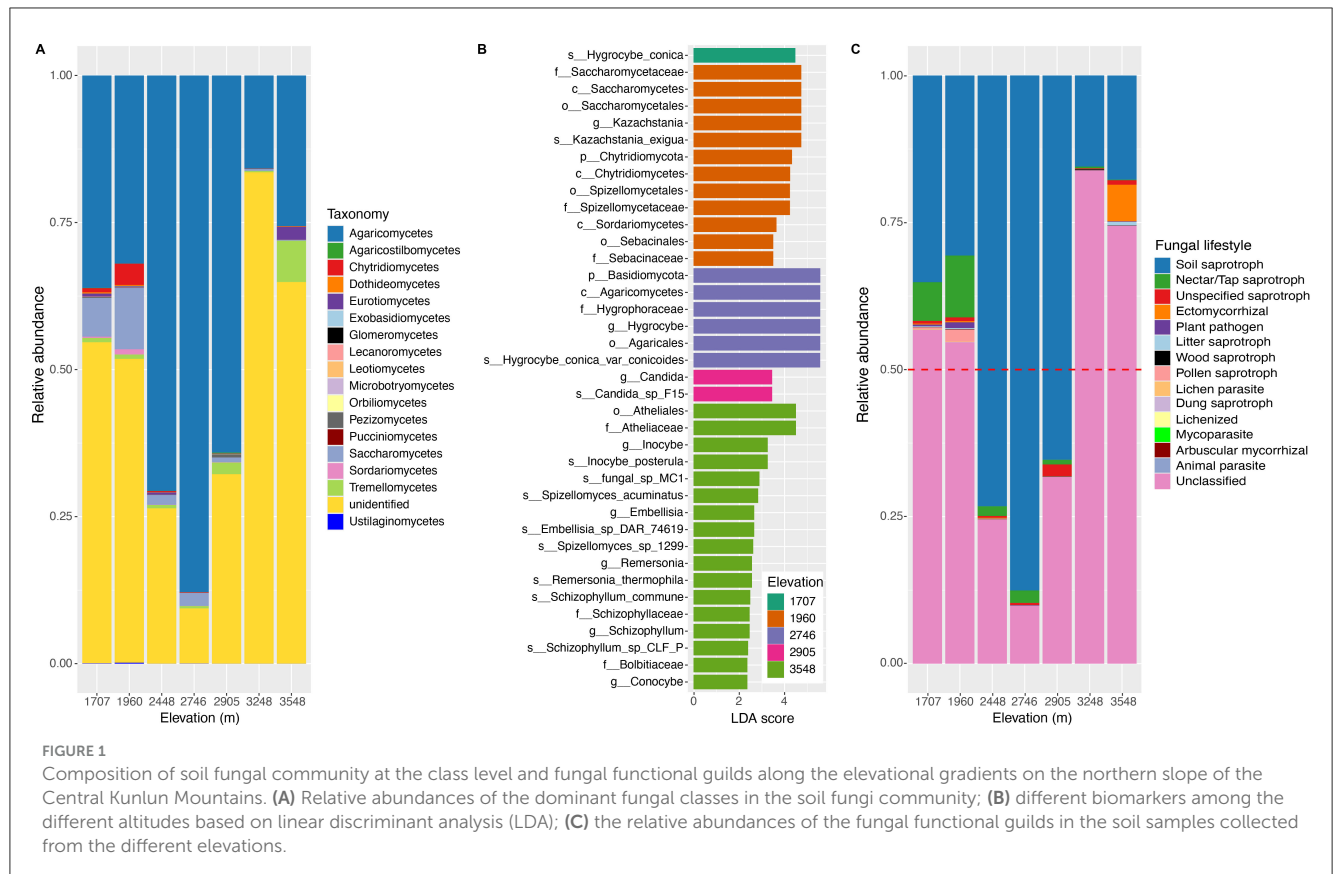 A
Relative abundance
1.00
0.75
0.50
0.25
0.00
1707 1960 2448 2746 2905 3248 3548
Elevation (m)
Taxonomy
Agaricomycetes
Agaricostilbomycetes
Chytridiomycetes
Dothideomycetes
Eurotiomycetes
Exobasidiomycetes
Glomeromycetes
Lecanoromycetes
Leotiomycetes
Microbotryomycetes
Orbiliomycetes
Pezizomycetes
Pucciniomycetes
Saccharomycetes
Sordariomycetes
Tremellomycetes
unidentified
Ustilaginomycetes
B
s__Hygrocybe_conica
f__Saccharomycetaceae
c__Saccharomycetes
o__Saccharomycetales
g__Kazachstania
s__Kazachstania_exigua
p__Chytridiomycota
c__Chytridiomycetes
o__Spizellomycetales
f__Spizellomycetaceae
c__Sordariomycetes
o__Sebacinales
f__Sebacinaceae
p__Basidiomycota
c__Agaricomycetes
f__Hygrophoraceae
g__Hygrocybe
o__Agaricales
s__Hygrocybe_conica_var_conicoides
g__Candida
s__Candida_sp_F15
o__Atheliales
f__Atheliaceae
g__Inocybe
s__Inocybe_posterula
s__fungal_sp_MC1
s__Spizellomyces_acuminatus
g__Embellisia
s__Embellisia_sp_DAR_74619
s__Spizellomyces_sp_1299
g__Remersonia
s__Remersonia_thermophila
s__Schizophyllum_commune
f__Schizophyllaceae
g__Schizophyllum
s__Schizophyllum_sp_CLF_P
f__Bolbitiaceae
g__Conocybe
0 2 4
LDA score
Elevation
1707
1960
2746
2905
3548
C
Relative abundance
1.00
0.75
0.50
0.25
0.00
1707 1960 2448 2746 2905 3248 3548
Elevation (m)
Fungal lifestyle
Soil saprotroph
Nectar/Tap saprotroph
Unspecified saprotroph
Ectomycorrhizal
Plant pathogen
Litter saprotroph
Wood saprotroph
Pollen saprotroph
Lichen parasite
Dung saprotroph
Lichenized
Mycoparasite
Arbuscular mycorrhizal
Animal parasite
Unclassified
FIGURE 1
Composition of soil fungal community at the class level and fungal functional guilds along the elevational gradients on the northern slope of the
Central Kunlun Mountains. (A) Relative abundances of the dominant fungal classes in the soil fungi community; (B) different biomarkers among the
different altitudes based on linear discriminant analysis (LDA); (C) the relative abundances of the fungal functional guilds in the soil samples collected
from the different elevations.